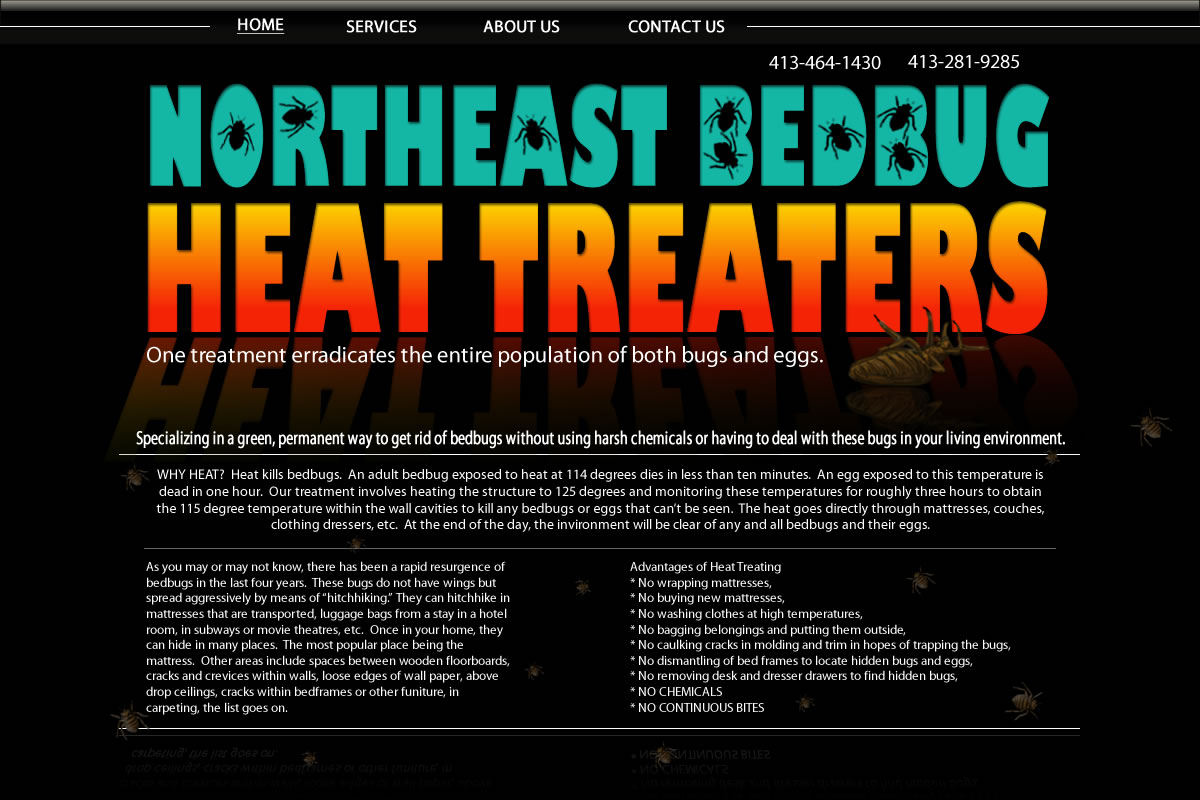 HOME SERVICES ABOUT US CONTACT US
413-464-1430 413-281-9285
NORTHEAST BEDBUG
HEAT TREATERS
One treatment erradicates the entire population of both bugs and eggs.
Specializing in a green, permanent way to get rid of bedbugs without using harsh chemicals or having to deal with these bugs in your living environment.
WHY HEAT? Heat kills bedbugs. An adult bedbug exposed to heat at 114 degrees dies in less than ten minutes. An egg exposed to this temperature is
dead in one hour. Our treatment involves heating the structure to 125 degrees and monitoring these temperatures for roughly three hours to obtain
the 115 degree temperature within the wall cavities to kill any bedbugs or eggs that can't be seen. The heat goes directly through mattresses, couches,
clothing dressers, etc. At the end of the day, the invironment will be clear of any and all bedbugs and their eggs.
As you may or may not know, there has been a rapid resurgence of
bedbugs in the last four years. These bugs do not have wings but
spread aggressively by means of “hitchhiking.” They can hitchhike in
mattresses that are transported, luggage bags from a stay in a hotel
room, in subways or movie theatres, etc. Once in your home, they
can hide in many places. The most popular place being the
mattress. Other areas include spaces between wooden floorboards,
cracks and crevices within walls, loose edges of wall paper, above
drop ceilings, cracks within bedframes or other funiture, in
carpeting, the list goes on.
Advantages of Heat Treating
* No wrapping mattresses,
* No buying new mattresses,
* No washing clothes at high temperatures,
* No bagging belongings and putting them outside,
* No caulking cracks in molding and trim in hopes of trapping the bugs,
* No dismantling of bed frames to locate hidden bugs and eggs,
* No removing desk and dresser drawers to find hidden bugs,
* NO CHEMICALS
* NO CONTINUOUS BITES